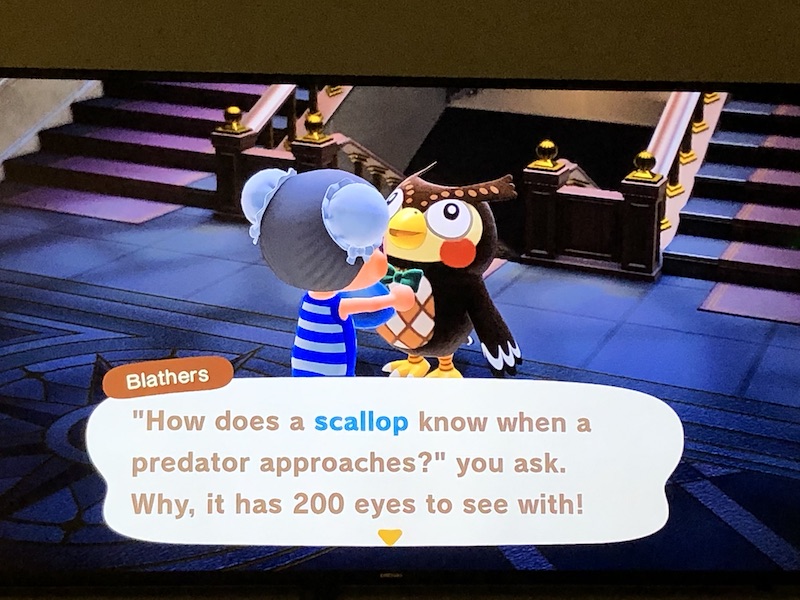 Blathers
"How does a scallop know when a
predator approaches?" you ask.
Why, it has 200 eyes to see with!